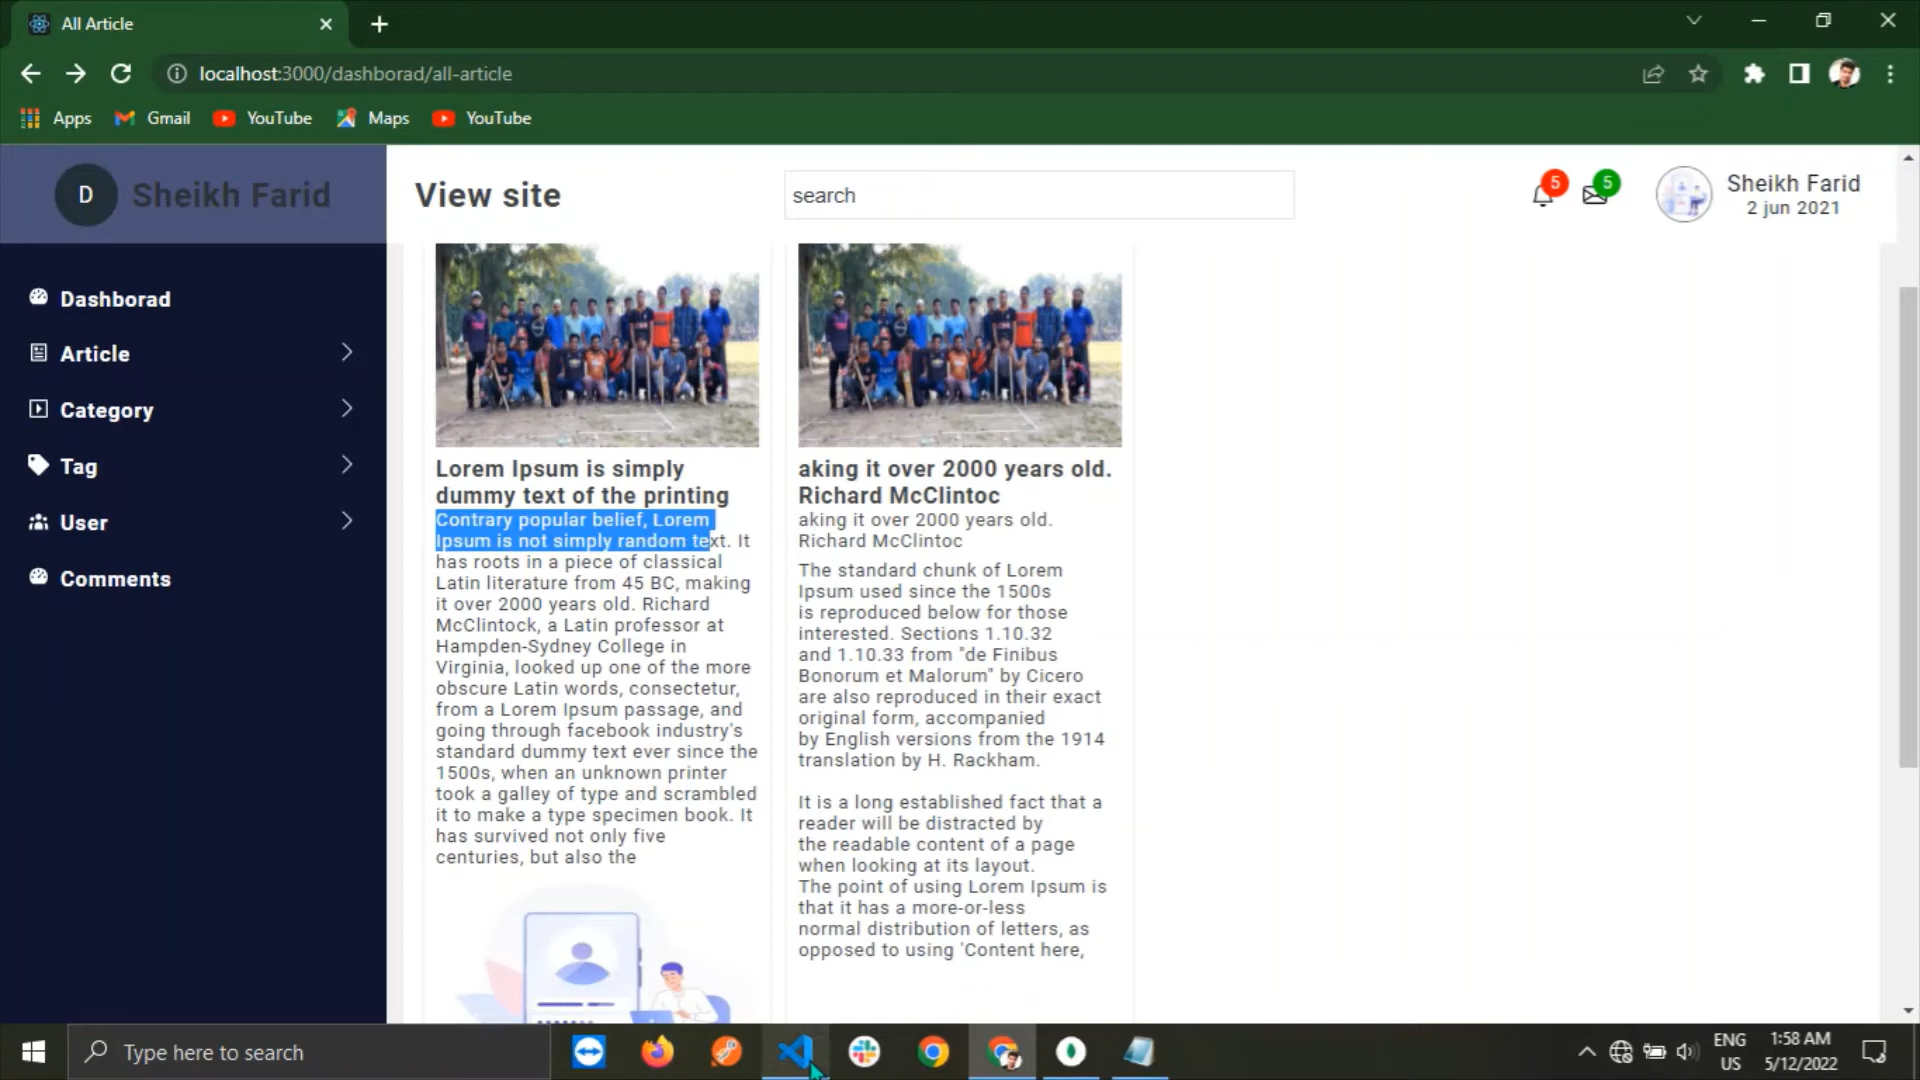 All Article
localhost:3000/dashborad/all-article
Apps
Gmail
YouTube
Maps
YouTube
D
Sheikh Farid
View site
search
5
5
Sheikh Farid
2 jun 2021
Dashborad
Article
Category
Tag
User
Comments
Lorem Ipsum is simply
dummy text of the printing
Contrary popular belief, Lorem
Ipsum is not simply random text. It
has roots in a piece of classical
Latin literature from 45 BC, making
it over 2000 years old. Richard
McClintock, a Latin professor at
Hampden-Sydney College in
Virginia, looked up one of the more
obscure Latin words, consectetur,
from a Lorem Ipsum passage, and
going through facebook industry's
standard dummy text ever since the
1500s, when an unknown printer
took a galley of type and scrambled
it to make a type specimen book. It
has survived not only five
centuries, but also the
aking it over 2000 years old.
Richard McClintoc
aking it over 2000 years old.
Richard McClintoc
The standard chunk of Lorem
Ipsum used since the 1500s
is reproduced below for those
interested. Sections 1.10.32
and 1.10.33 from "de Finibus
Bonorum et Malorum" by Cicero
are also reproduced in their exact
original form, accompanied
by English versions from the 1914
translation by H. Rackham.
It is a long established fact that a
reader will be distracted by
the readable content of a page
when looking at its layout.
The point of using Lorem Ipsum is
that it has a more-or-less
normal distribution of letters, as
opposed to using 'Content here,
Type here to search
ENG
US
1:58 AM
5/12/2022